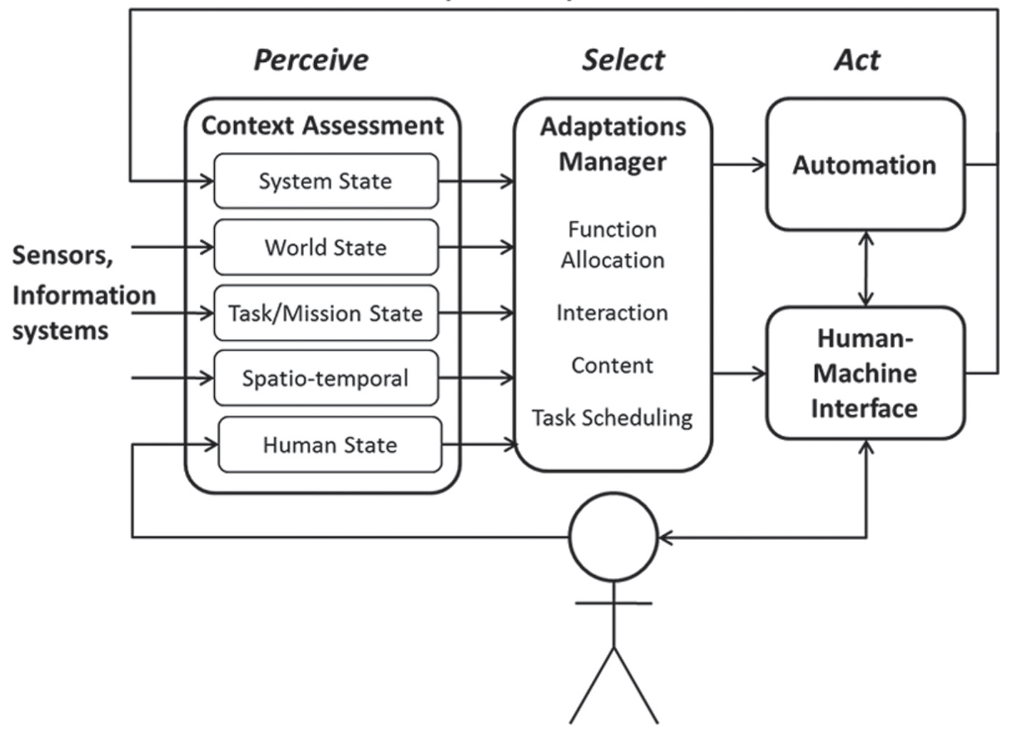 Perceive
Select
Act
Context Assessment
System State
World State
Task/Mission State
Spatio-temporal
Human State
Sensors,
Information
systems
Adaptations
Manager
Function
Allocation
Interaction
Content
Task Scheduling
Automation
Human-
Machine
Interface